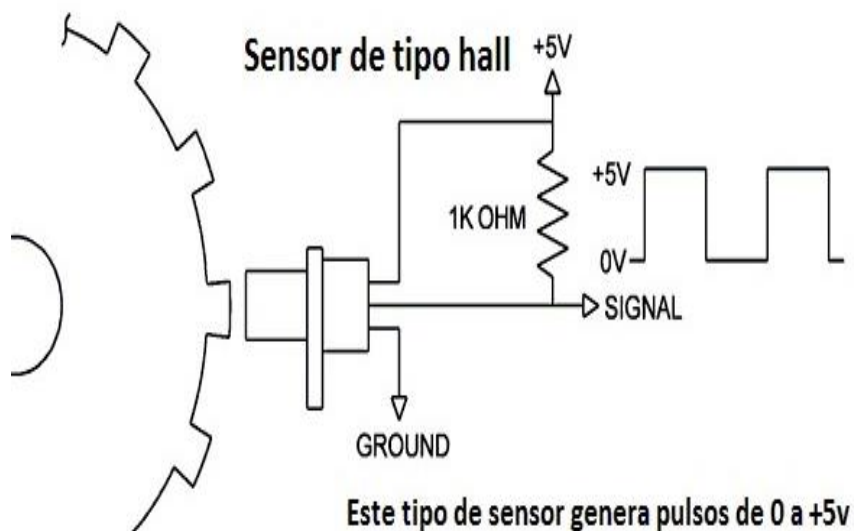 Sensor de tipo hall
+5V
1K OHM
+5V
0V
SIGNAL
GROUND
Este tipo de sensor genera pulsos de 0 a +5v